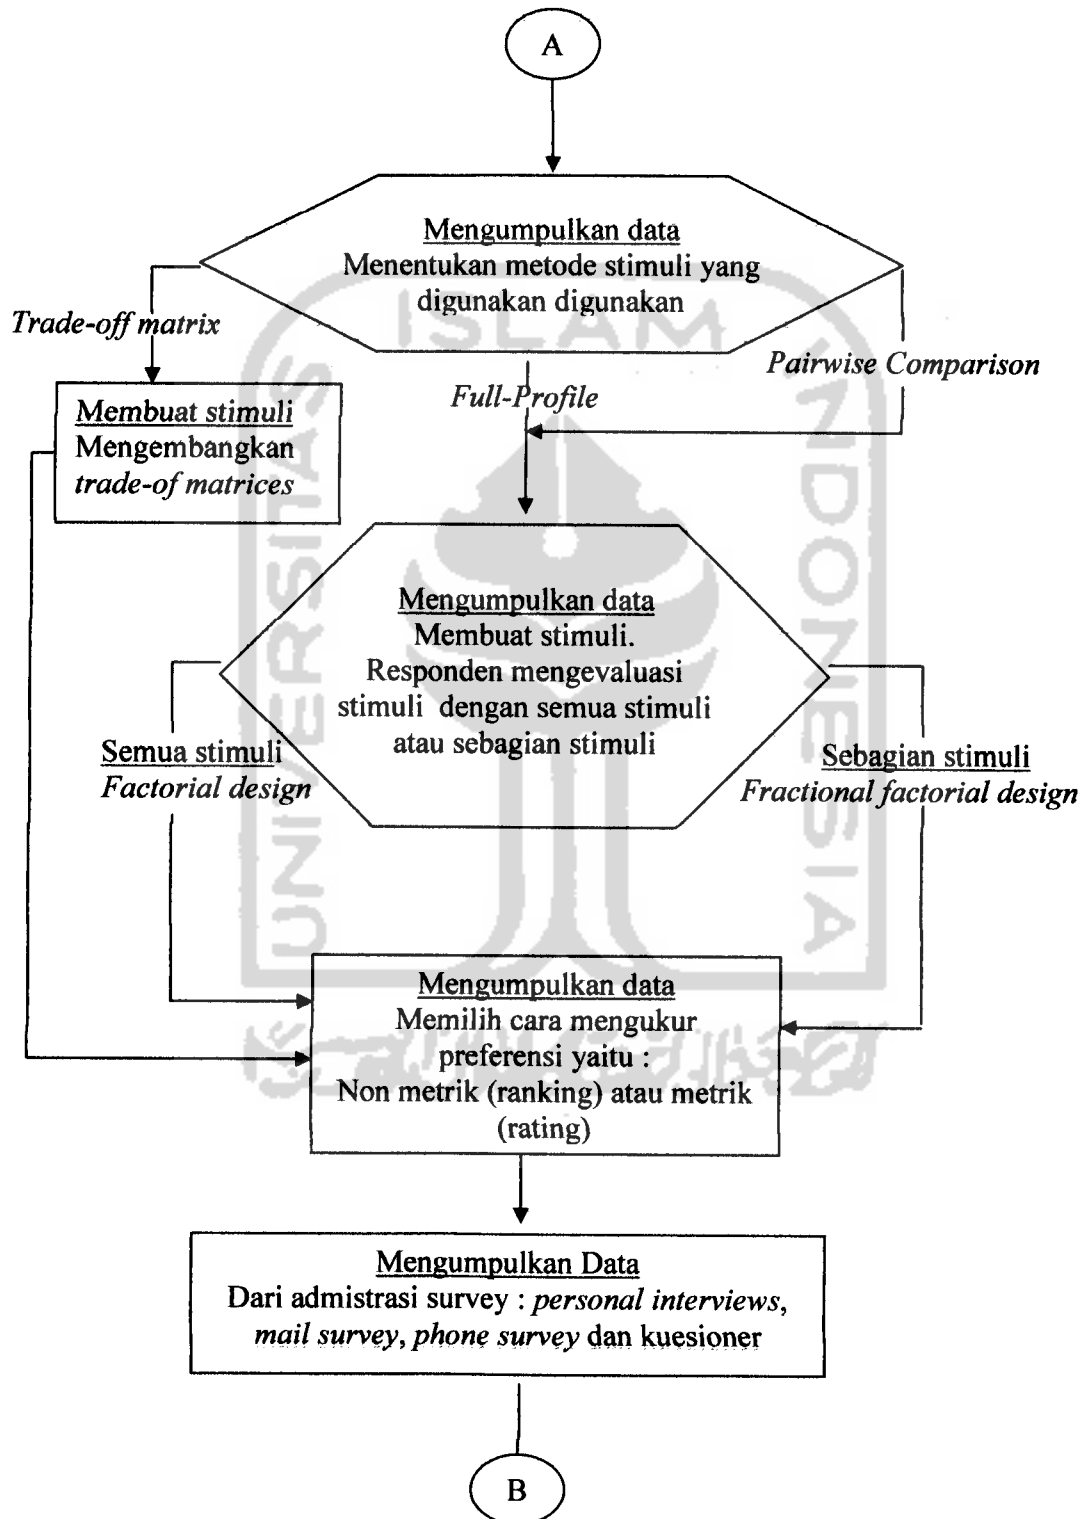 A
Mengumpulkan data
Menentukan metode stimuli yang
digunakan digunakan
Trade-off matrix
Pairwise Comparison
Full-Profile
Membuat stimuli
Mengembangkan
trade-of matrices
Mengumpulkan data
Membuat stimuli.
Responden mengevaluasi
stimuli dengan semua stimuli
atau sebagian stimuli
Semua stimuli
Factorial design
Sebagian stimuli
Fractional factorial design
Mengumpulkan data
Memilih cara mengukur
preferensi yaitu :
Non metrik (ranking) atau metrik
(rating)
Mengumpulkan Data
Dari admistrasi survey : personal interviews,
mail survey, phone survey dan kuesioner
B
UNIVERSITAS
ISLAM
INDONESIA